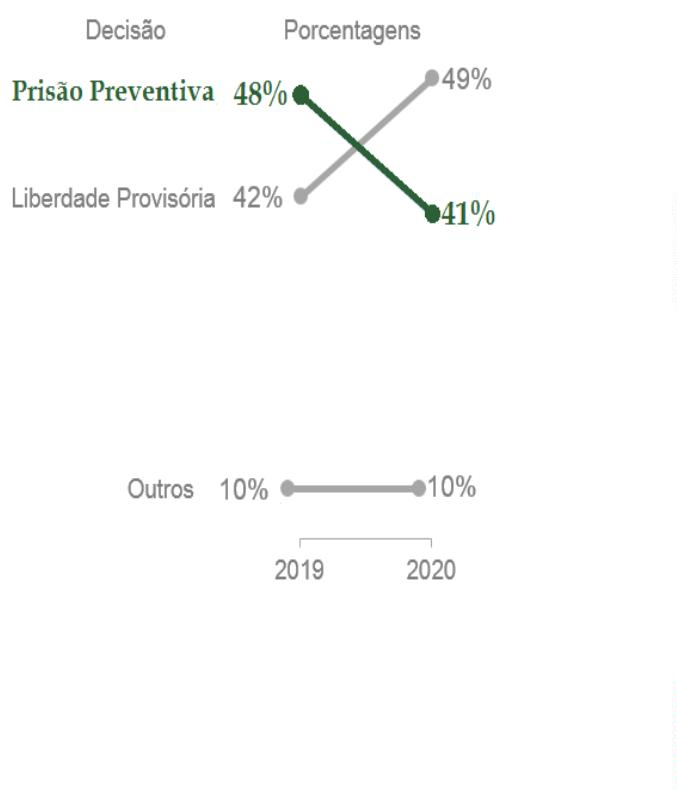 Decisão Porcentagens
49%
Prisão Preventiva 48%
Liberdade Provisória 42%
41%
Outros 10% 10%
2019 2020